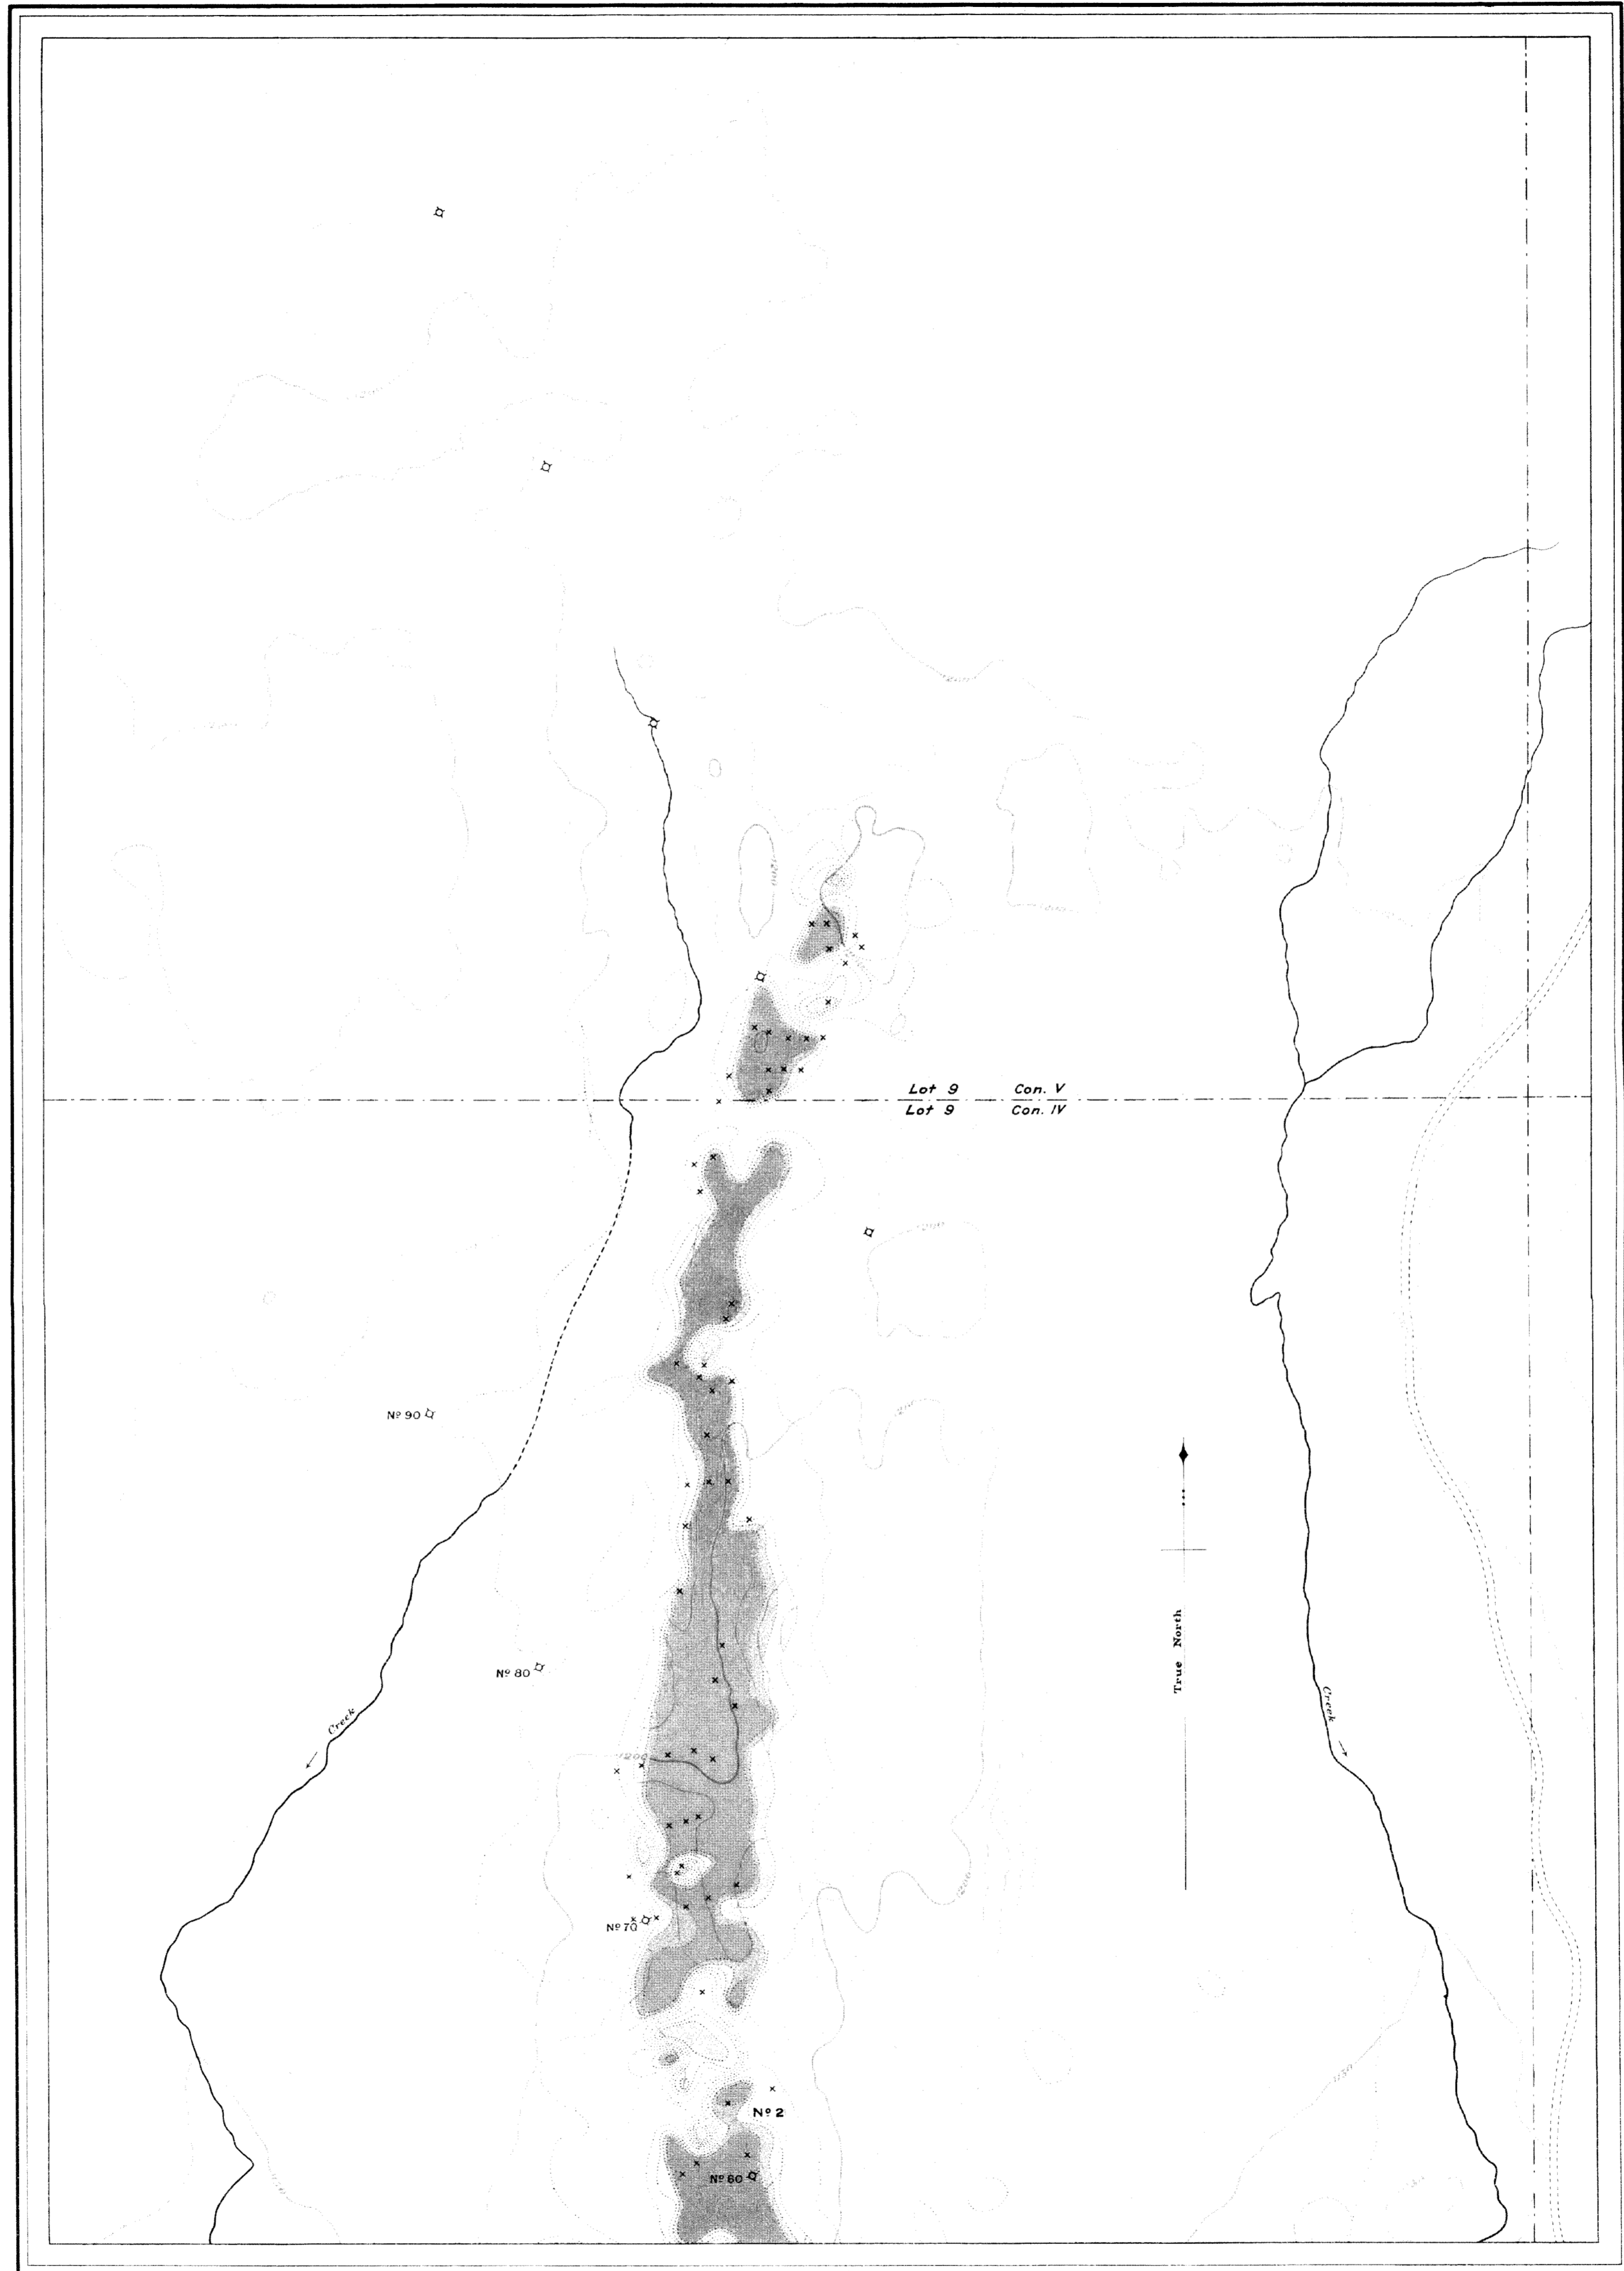 Lot 9 Con. V
Lot 9 Con. IV
Nº 90
True North
Nº 80
Creek
Creek
1200
Nº 70
Nº 2
Nº 60